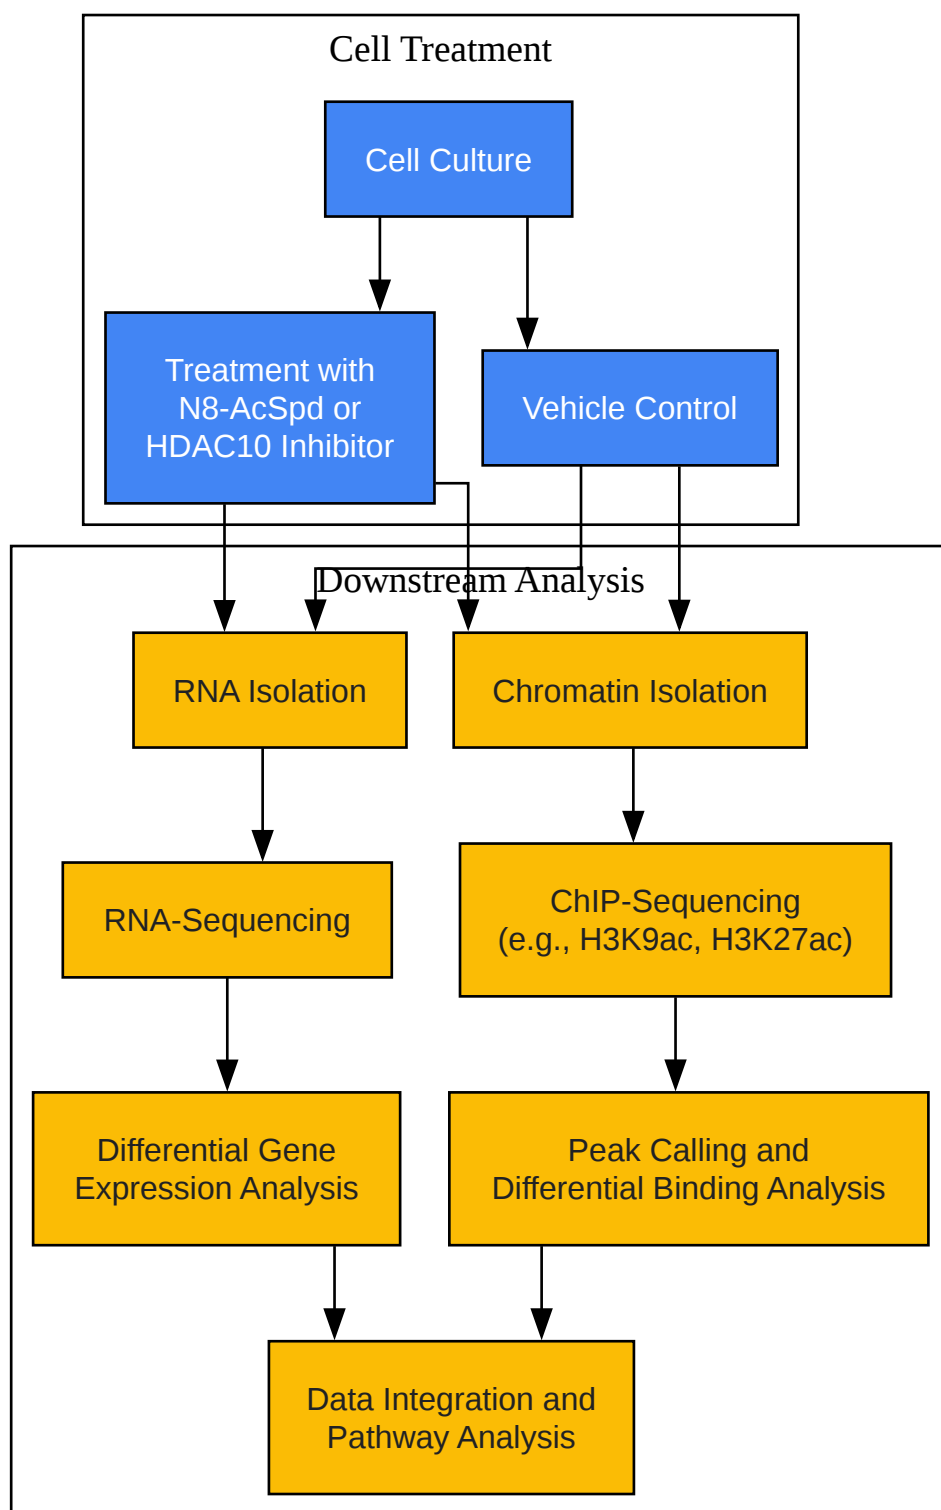 Cell Treatment
Cell Culture
Treatment with
N8-AcSpd or
HDAC10 Inhibitor
Vehicle Control
Downstream Analysis
RNA Isolation
Chromatin Isolation
RNA-Sequencing
ChIP-Sequencing
(e.g., H3K9ac, H3K27ac)
Differential Gene
Expression Analysis
Peak Calling and
Differential Binding Analysis
Data Integration and
Pathway Analysis